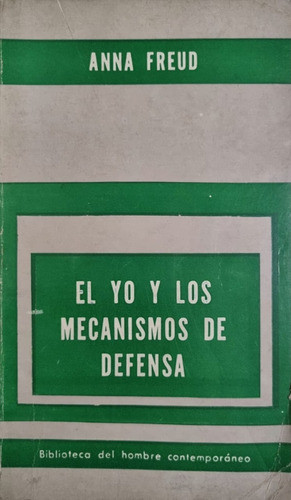 ANNA FREUD
EL YO Y LOS
MECANISMOS DE
DEFENSA
Biblioteca del hombre contemporáneo